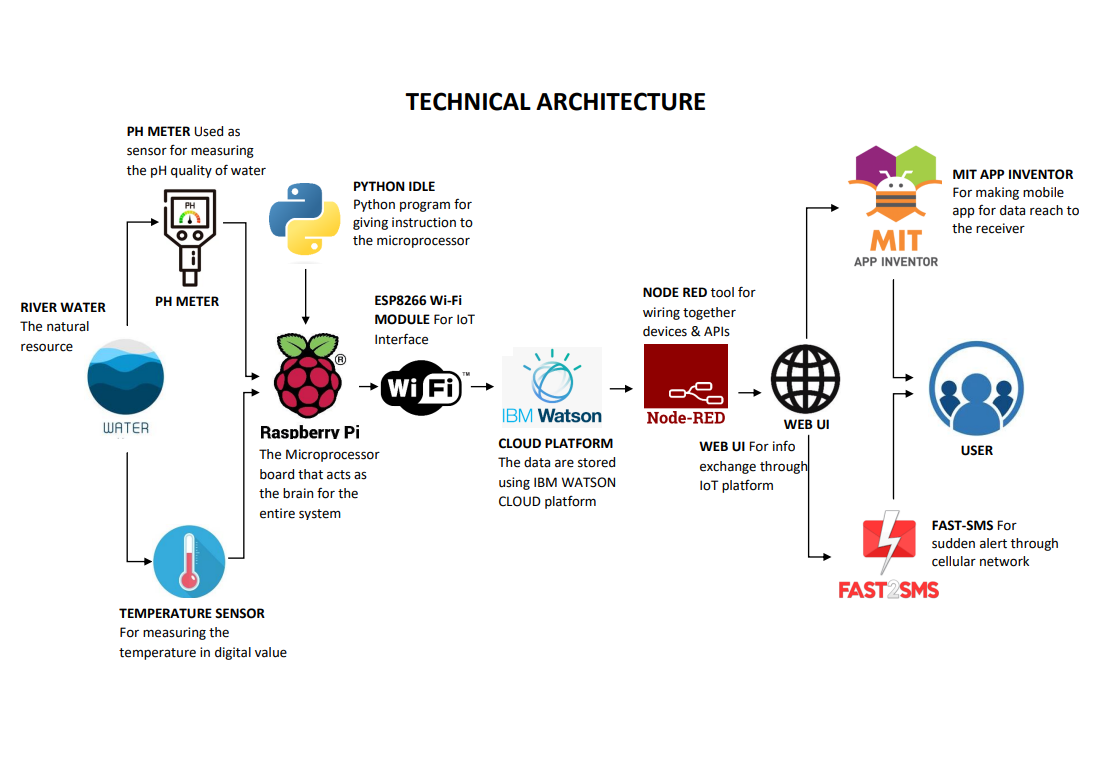 TECHNICAL ARCHITECTURE
PH METER Used as
sensor for measuring
the pH quality of water
PH
PH METER
PYTHON IDLE
Python program for
giving instruction to
the microprocessor
RIVER WATER
The natural
resource
WATER
ESP8266 Wi-Fi
MODULE For IoT
Interface
®
Raspberry Pi
The Microprocessor
board that acts as
the brain for the
entire system
Wi Fi ™
IBM Watson
CLOUD PLATFORM
The data are stored
using IBM WATSON
CLOUD platform
NODE RED tool for
wiring together
devices & APIs
Node-RED
WEB UI
WEB UI For info
exchange through
IoT platform
MIT
APP INVENTOR
MIT APP INVENTOR
For making mobile
app for data reach to
the receiver
USER
FAST2SMS
FAST-SMS For
sudden alert through
cellular network
TEMPERATURE SENSOR
For measuring the
temperature in digital value